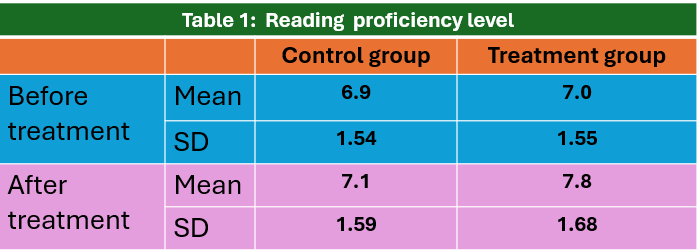 Table 1:  Reading  proficiency level
Control group Treatment group
Before treatment Mean 6.9 7.0
SD 1.54 1.55
After treatment Mean 7.1 7.8
SD 1.59 1.68